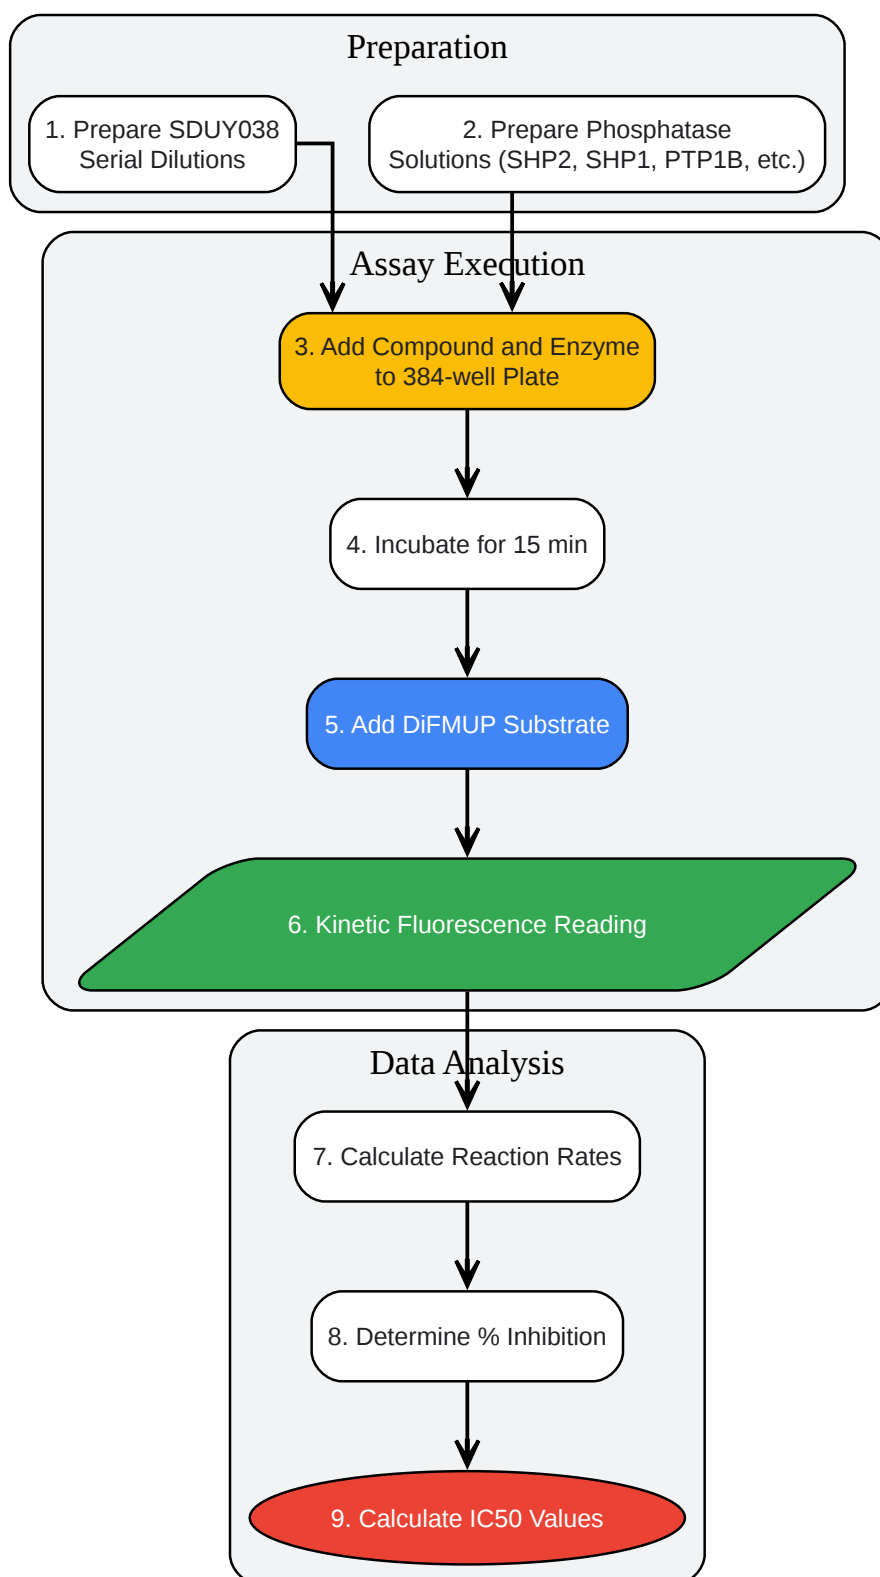 Preparation
1. Prepare SDUY038
Serial Dilutions
2. Prepare Phosphatase
Solutions (SHP2, SHP1, PTP1B, etc.)
Assay Execution
3. Add Compound and Enzyme
to 384-well Plate
4. Incubate for 15 min
5. Add DiFMUP Substrate
6. Kinetic Fluorescence Reading
Data Analysis
7. Calculate Reaction Rates
8. Determine % Inhibition
9. Calculate IC50 Values